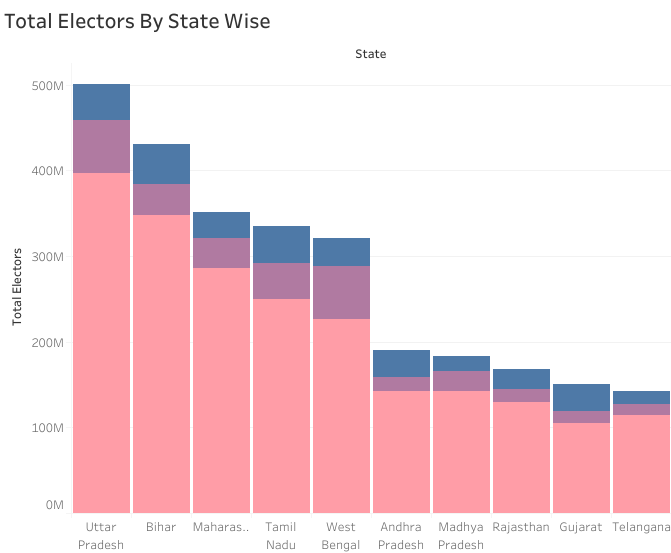 Total Electors By State Wise
State
500M
400M
300M
200M
100M
0M
Total Electors
Uttar
Pradesh
Bihar
Maharas..
Tamil
Nadu
West
Bengal
Andhra
Pradesh
Madhya
Pradesh
Rajasthan
Gujarat
Telangana